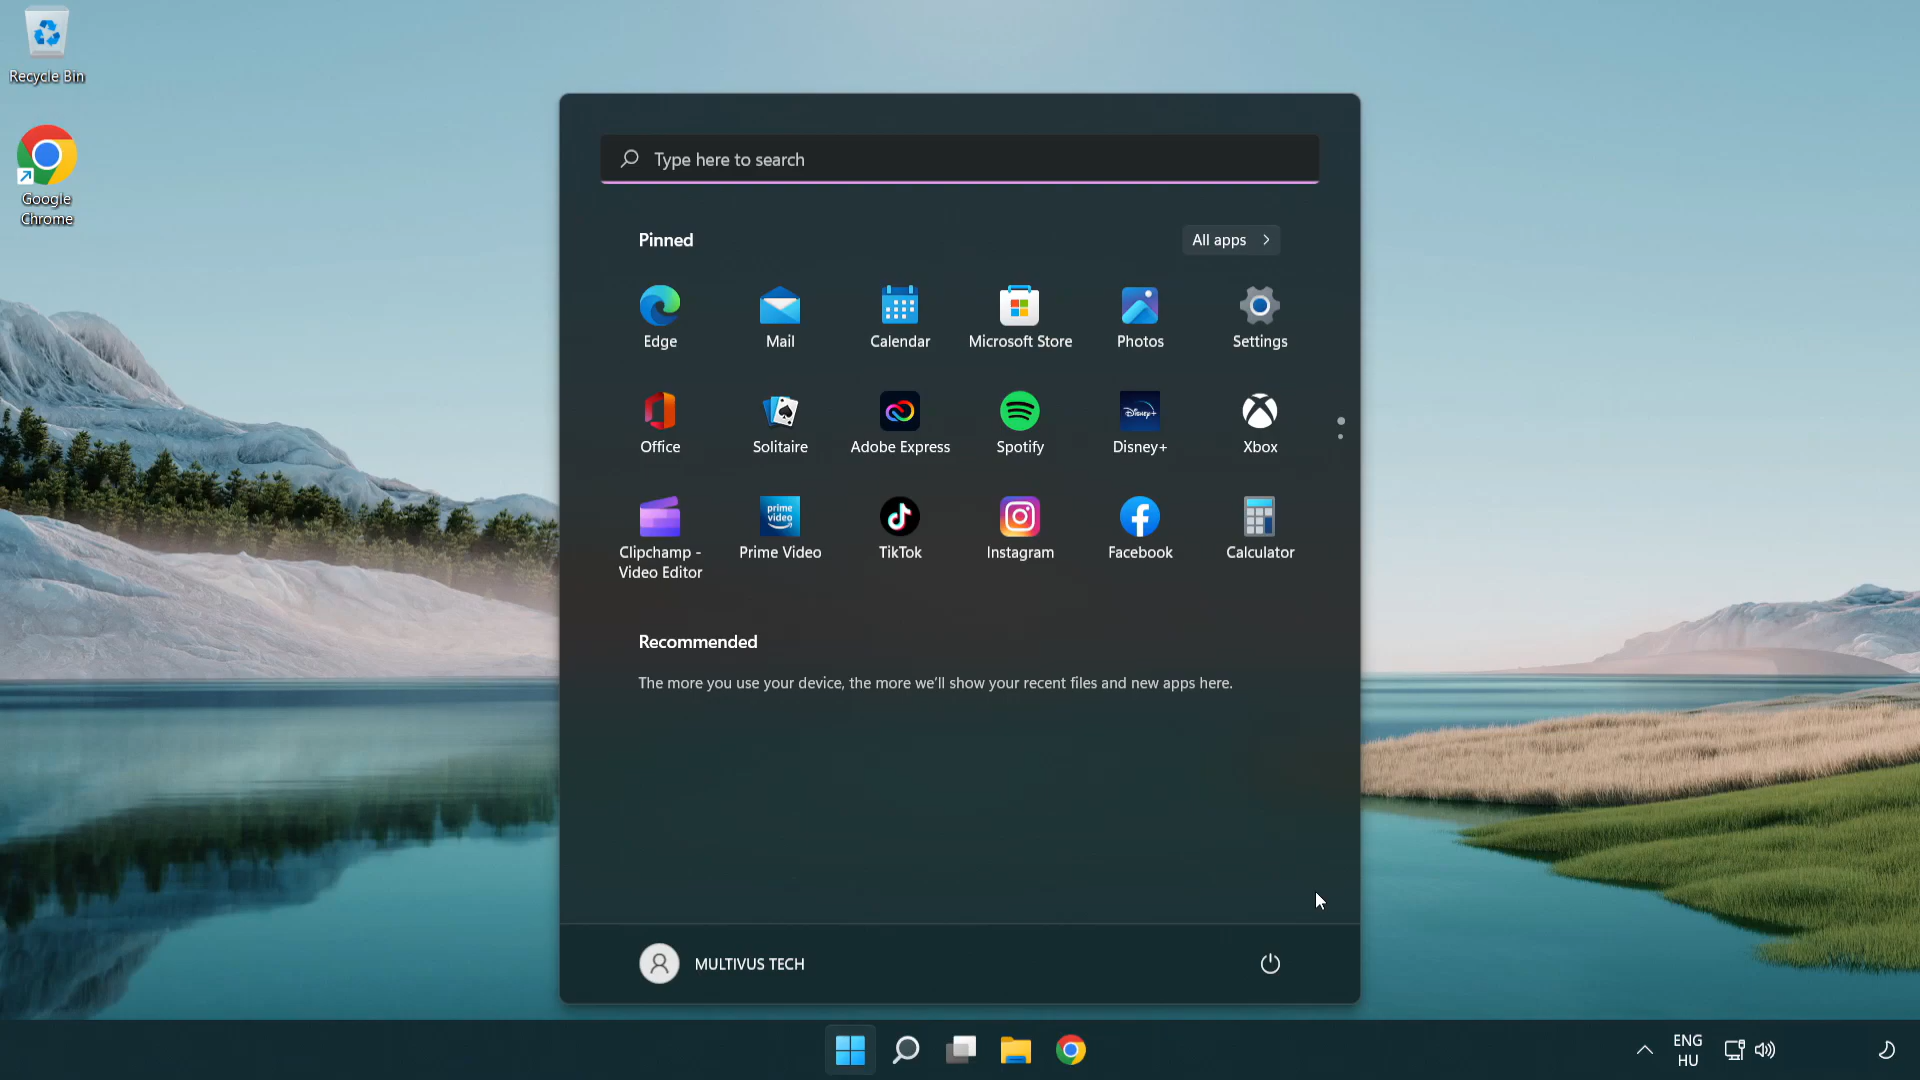 Recycle Bin
Google
Chrome
Type here to search
Pinned
All apps
Edge
Mail
Calendar
Microsoft Store
Photos
Settings
Office
Solitaire
Adobe Express
Spotify
Disney+
Disney+
Xbox
prime
video
Clipchamp -
Video Editor
Prime Video
TikTok
Instagram
Facebook
Calculator
Recommended
The more you use your device, the more we'll show your recent files and new apps here.
MULTIVUS TECH
ENG
HU